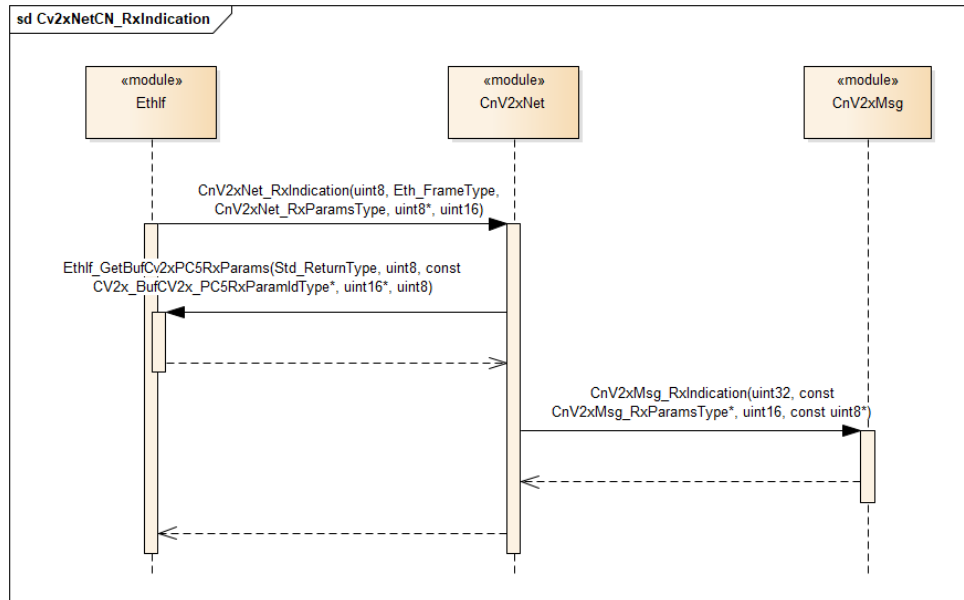 sd Cv2xNetCN_RxIndication
«module»
EthIf
«module»
CnV2xNet
«module»
CnV2xMsg
CnV2xNet_RxIndication(uint8, Eth_FrameType,
CnV2xNet_RxParamsType, uint8*, uint16)
EthIf_GetBufCv2xPC5RxParams(Std_ReturnType, uint8, const
CV2x_BufCV2x_PC5RxParamIdType*, uint16*, uint8)
CnV2xMsg_RxIndication(uint32, const
CnV2xMsg_RxParamsType*, uint16, const uint8*)